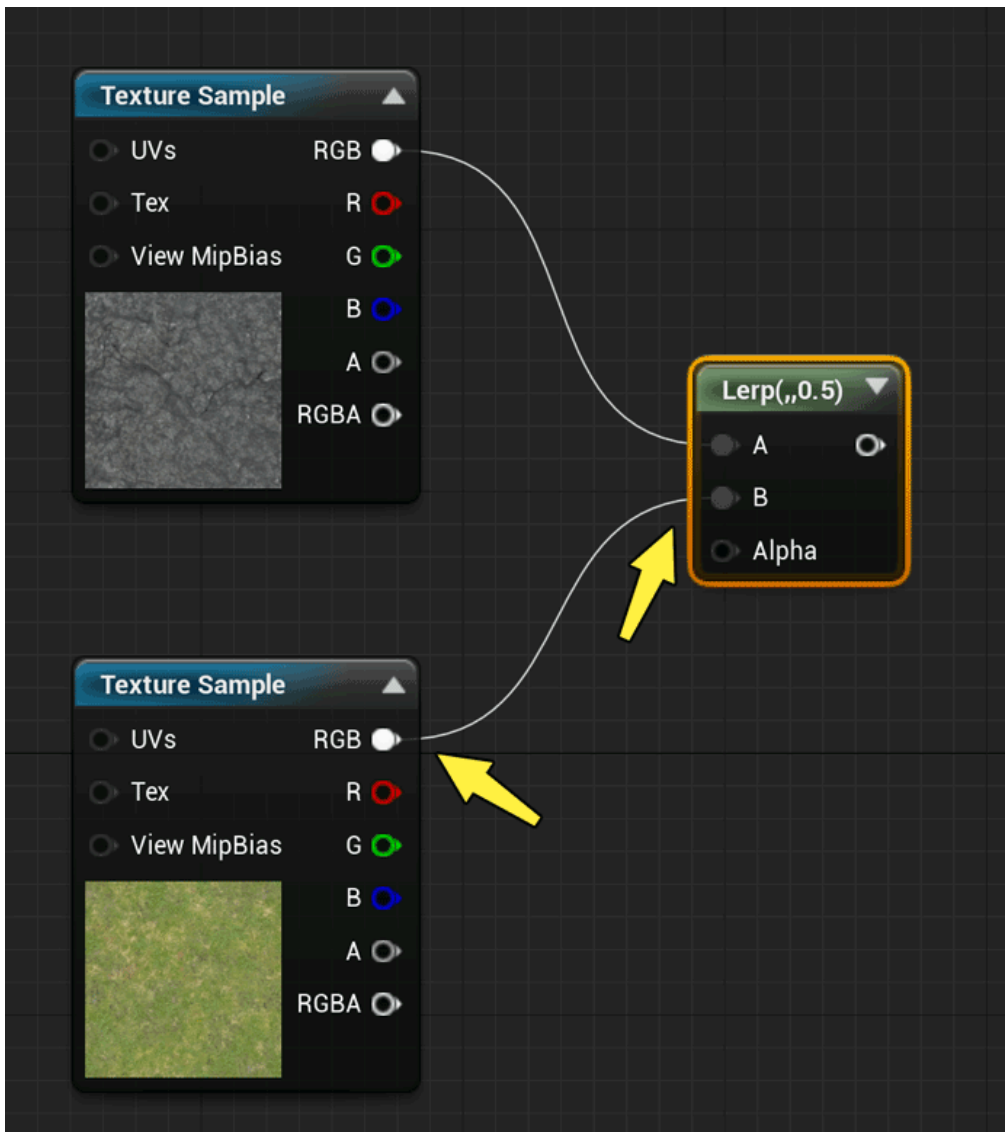 Texture Sample
UVs RGB
Tex R
View MipBias G
B
A
RGBA
Lerp(,,0.5)
A
B
Alpha
Texture Sample
UVs RGB
Tex R
View MipBias G
B
A
RGBA